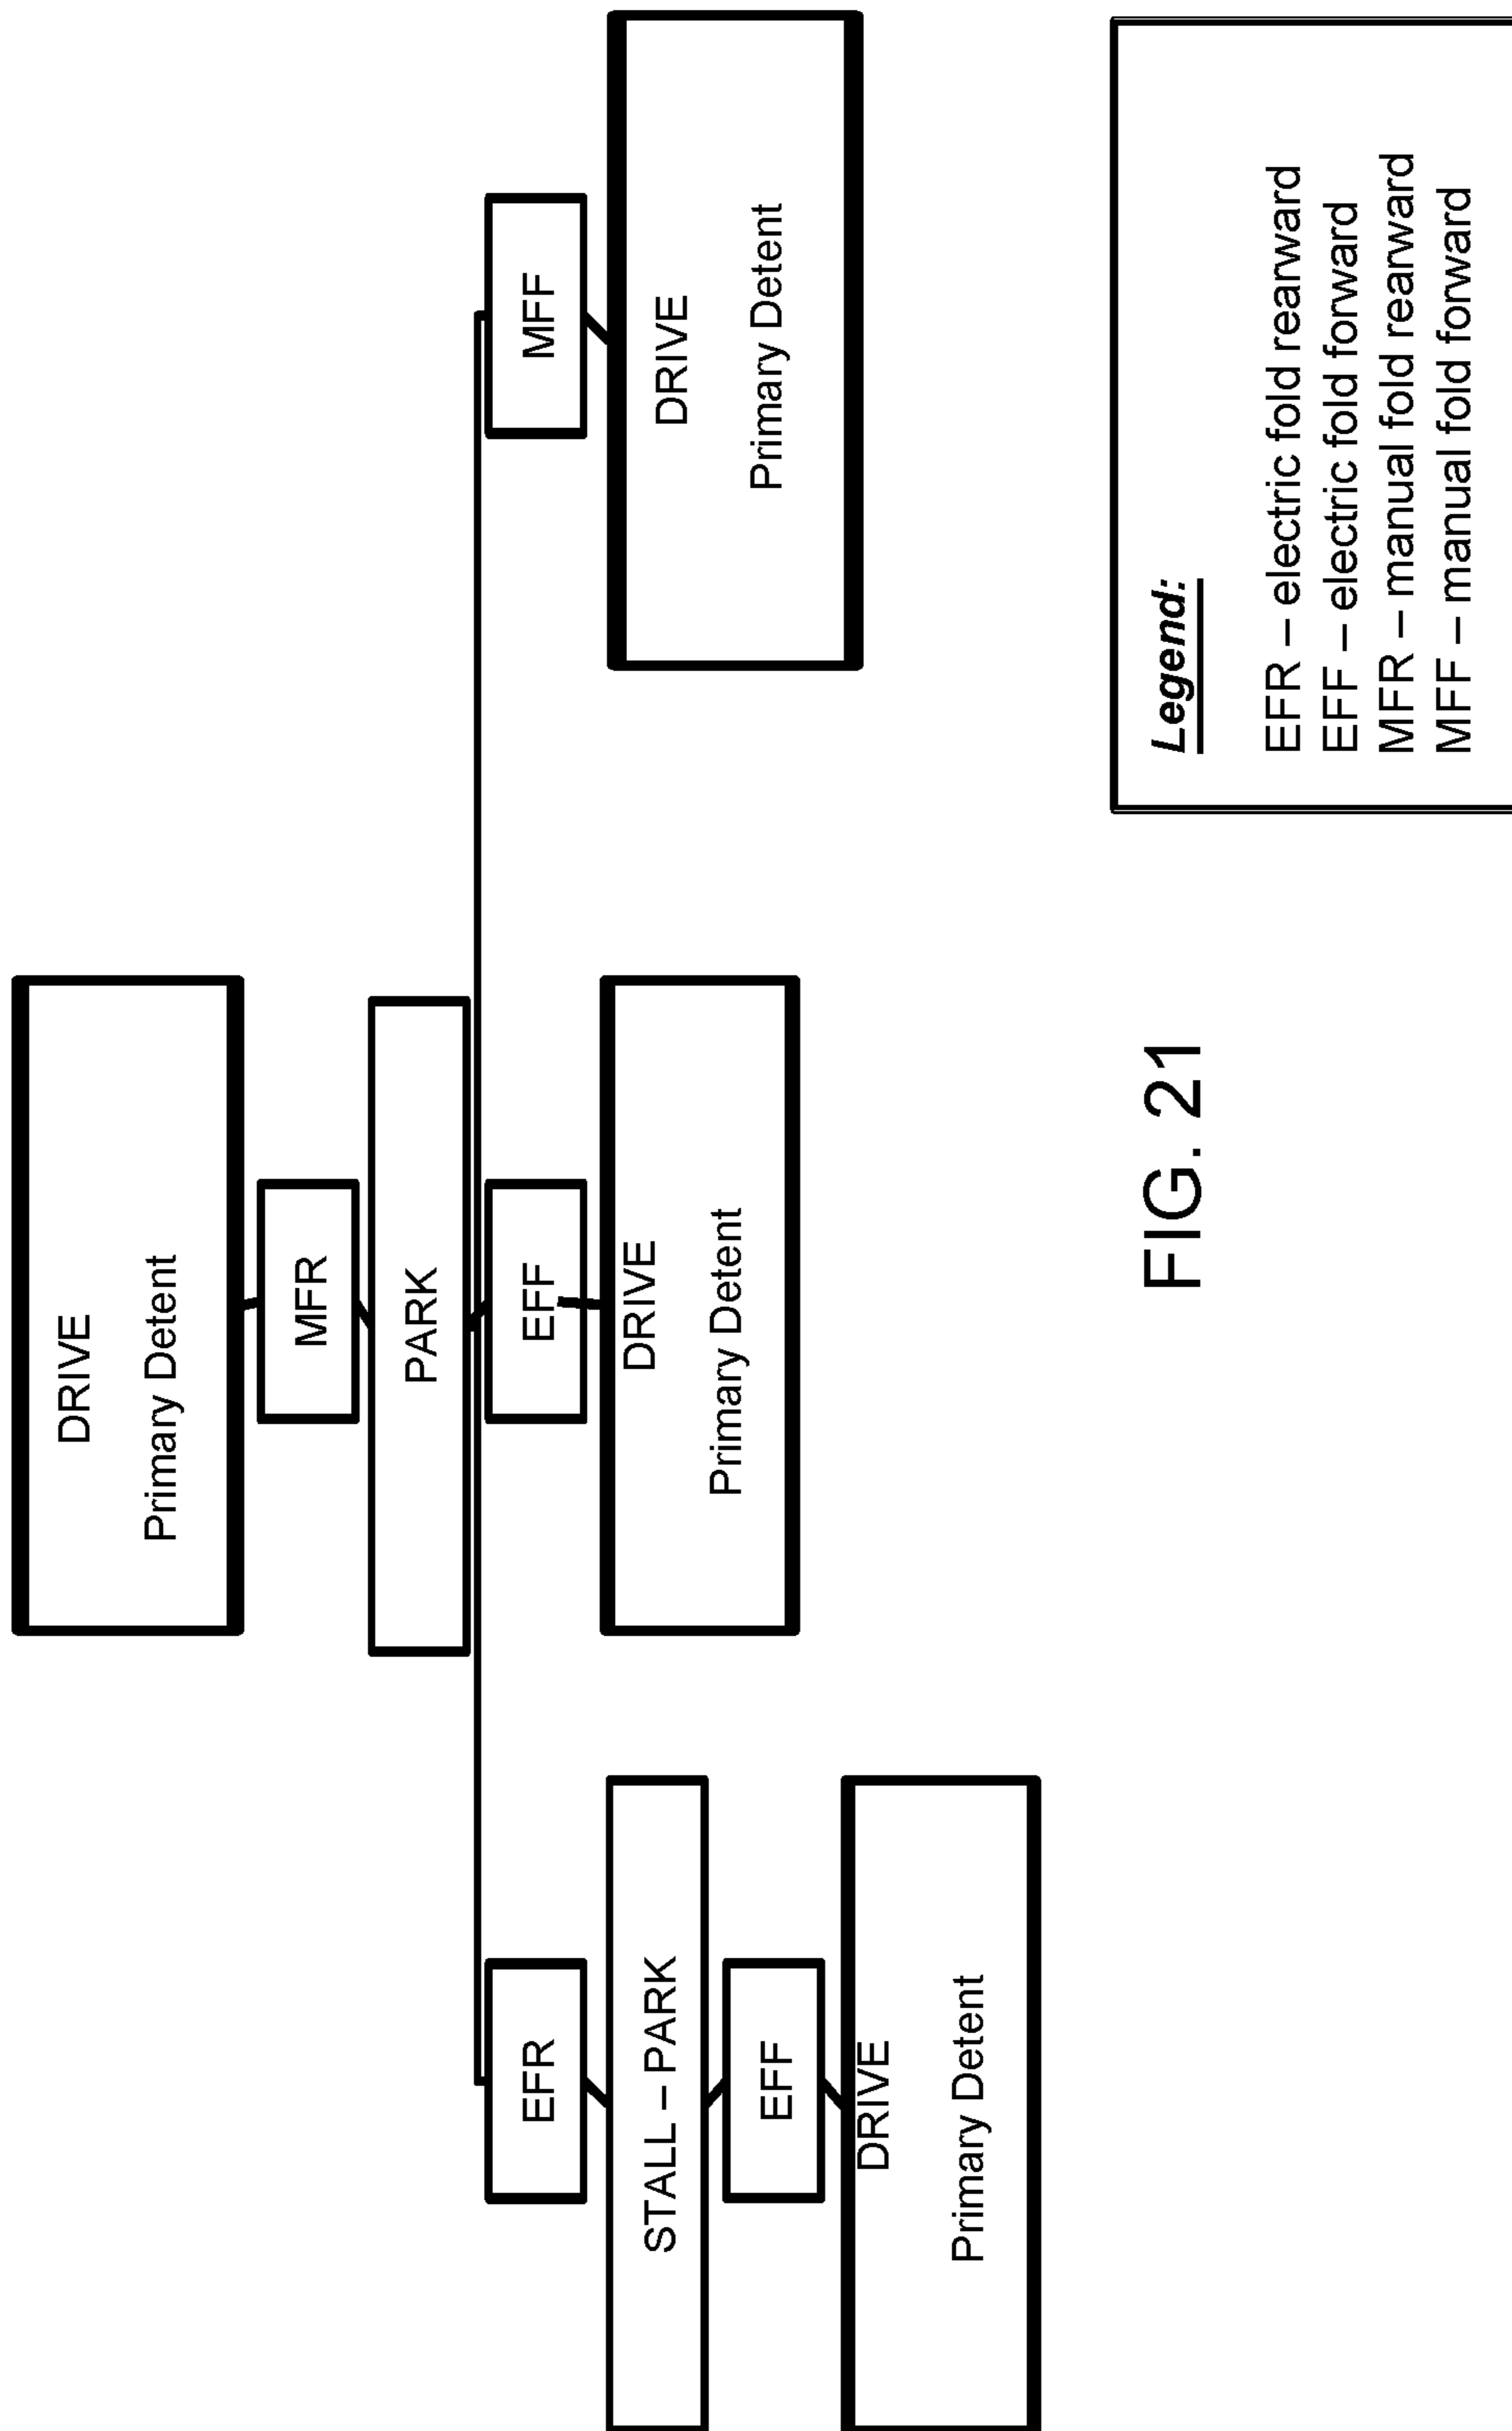 DRIVE
Primary Detent
MFR
PARK
EFR
EFF
MFF
STALL – PARK
DRIVE
Primary Detent
DRIVE
Primary Detent
EFF
DRIVE
Primary Detent
FIG. 21
Legend:
EFR – electric fold rearward
EFF – electric fold forward
MFR – manual fold rearward
MFF – manual fold forward